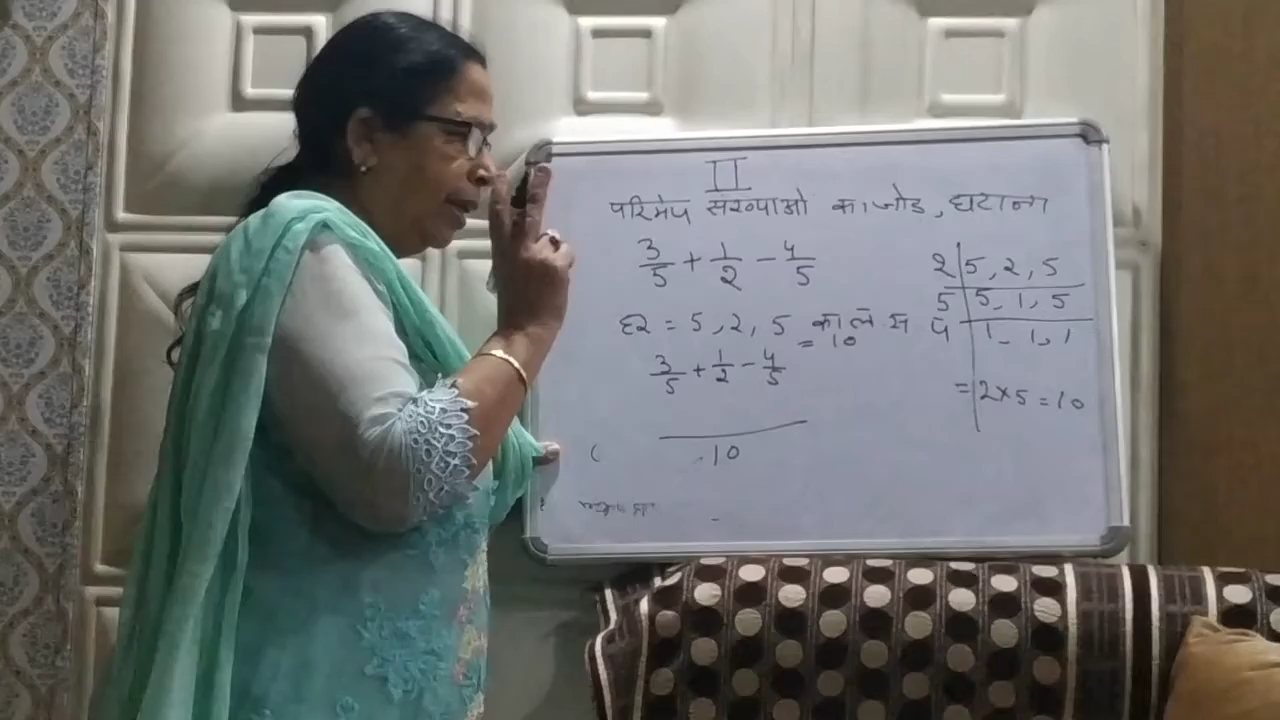 II
परिमेय संख्याओ का जोड, घटाना
3/5 + 1/2 - 4/5
हर = 5, 2, 5 का ल.स.प
= 10
3/5 + 1/2 - 4/5
10
2 | 5, 2, 5
5 | 5, 1, 5
1, 1, 1
= 2×5 = 10